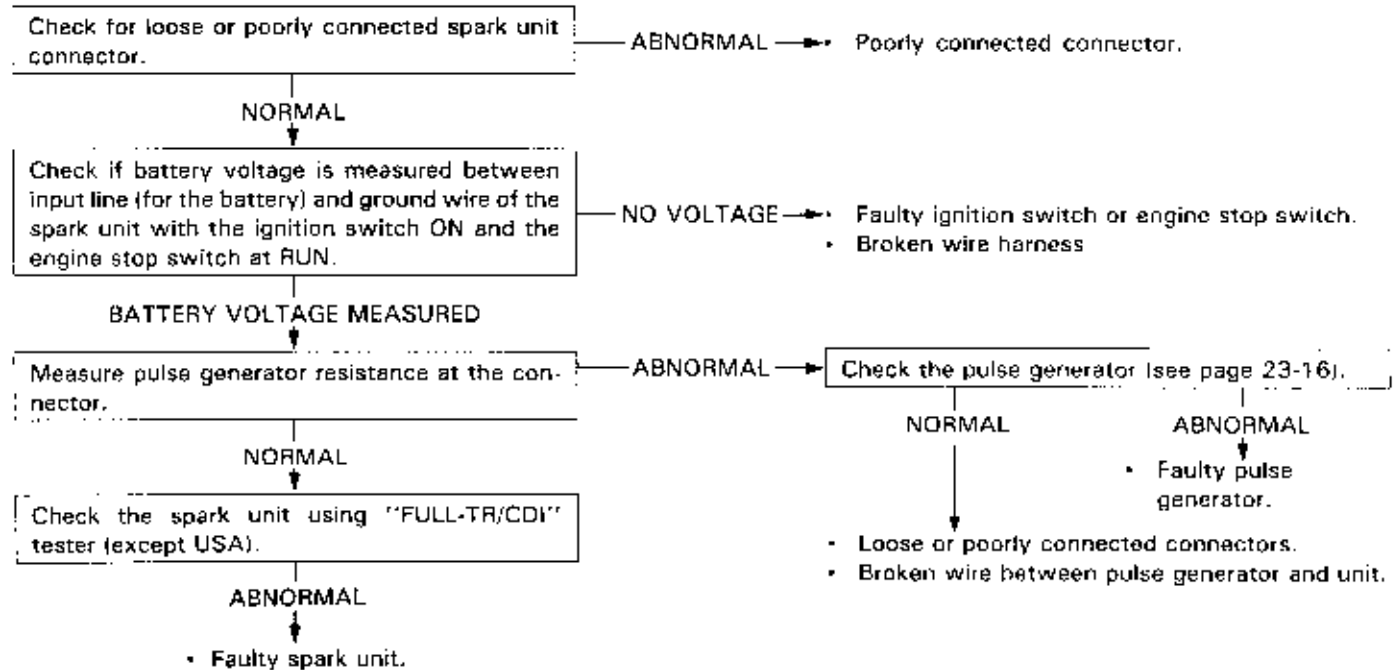 Check for loose or poorly connected spark unit
connector.
ABNORMAL
• Poorly connected connector.
NORMAL
Check if battery voltage is measured between
input line (for the battery) and ground wire of the
spark unit with the ignition switch ON and the
engine stop switch at RUN.
NO VOLTAGE
• Faulty ignition switch or engine stop switch.
• Broken wire harness
BATTERY VOLTAGE MEASURED
Measure pulse generator resistance at the con-
nector.
ABNORMAL
Check the pulse generator (see page 23-16).
NORMAL
ABNORMAL
• Faulty pulse
generator.
• Loose or poorly connected connectors.
• Broken wire between pulse generator and unit.
NORMAL
Check the spark unit using ''FULL-TR/CDI''
tester (except USA).
ABNORMAL
• Faulty spark unit.